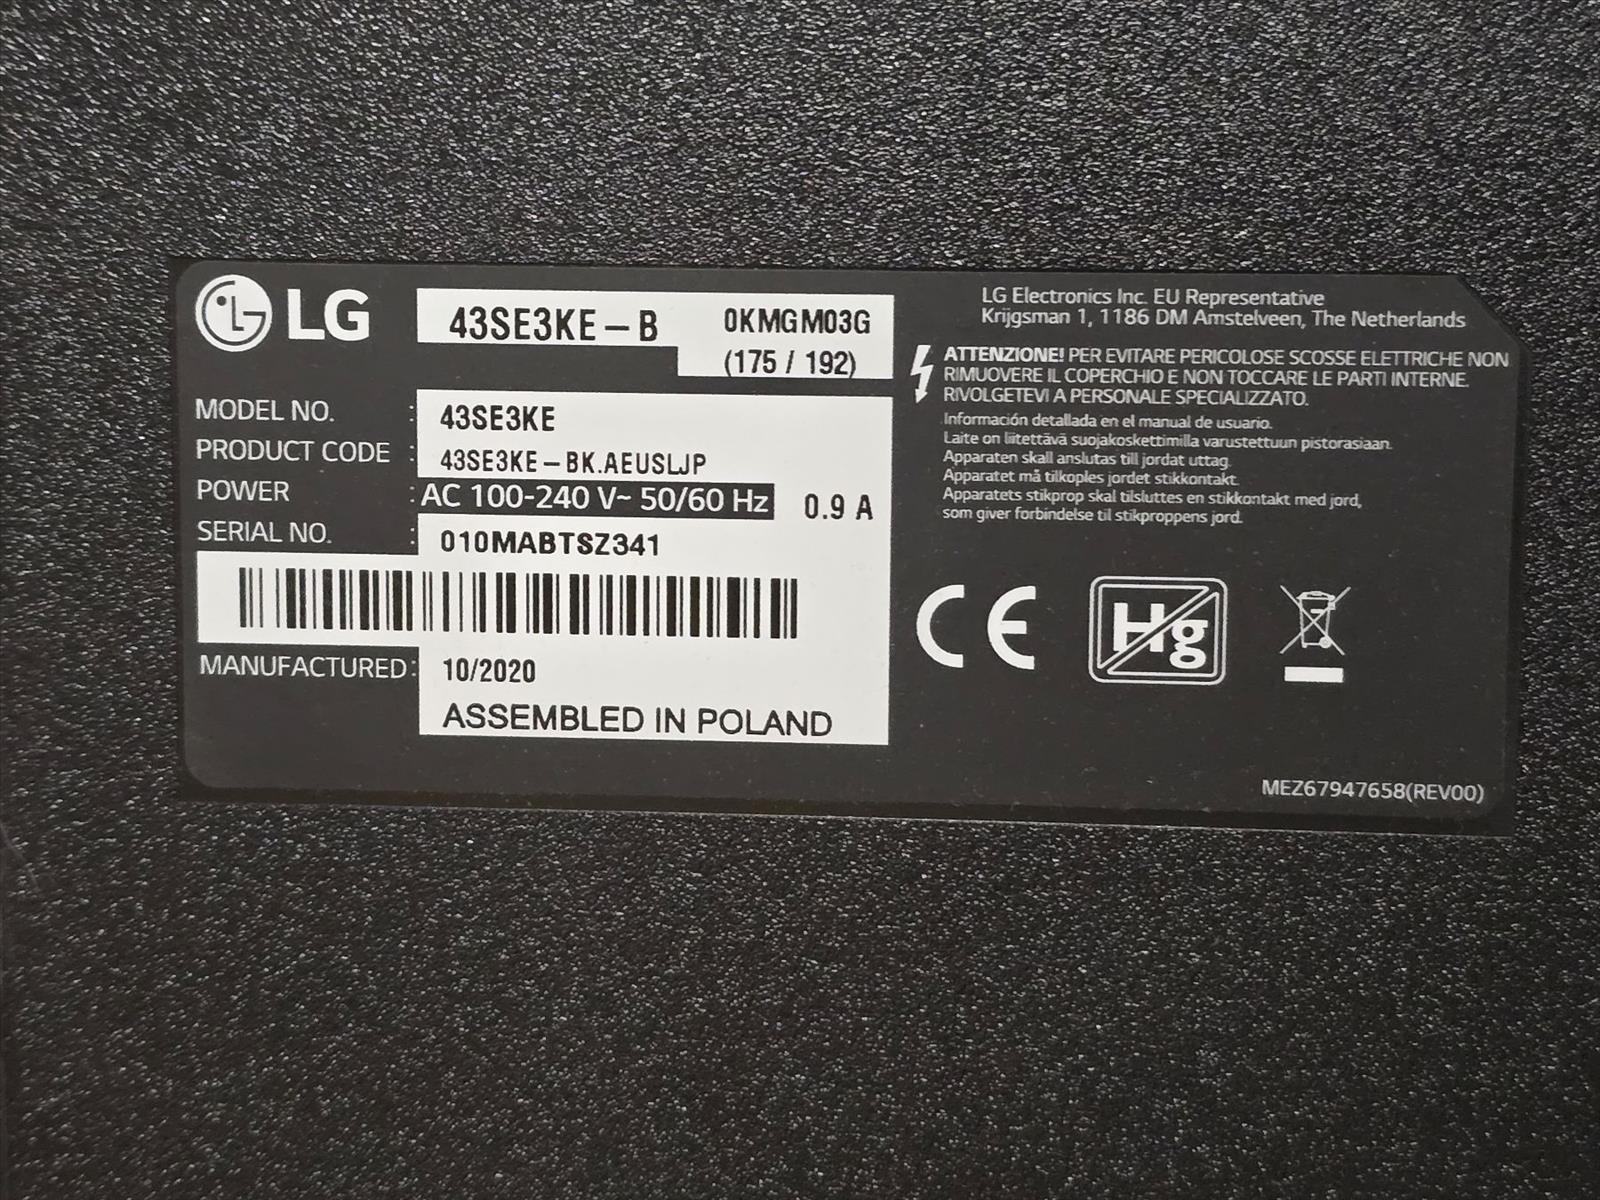 LG
43SE3KE-B 0KMGM03G
(175 / 192)
MODEL NO. : 43SE3KE
PRODUCT CODE : 43SE3KE-BK.AEUSLJP
POWER : AC 100-240 V~ 50/60 Hz 0.9 A
SERIAL NO. : 010MABTSZ341
MANUFACTURED : 10/2020
ASSEMBLED IN POLAND
LG Electronics Inc. EU Representative
Krijgsman 1, 1186 DM Amstelveen, The Netherlands
ATTENZIONE! PER EVITARE PERICOLOSE SCOSSE ELETTRICHE NON
RIMUOVERE IL COPERCHIO E NON TOCCARE LE PARTI INTERNE.
RIVOLGETEVI A PERSONALE SPECIALIZZATO.
Información detallada en el manual de usuario.
Laite on liitettävä suojakoskettimilla varustettuun pistorasiaan.
Apparaten skall anslutas till jordat uttag.
Apparatet må tilkoples jordet stikkontakt.
Apparatets stikprop skal tilsluttes en stikkontakt med jord,
som giver forbindelse til stikproppens jord.
CE Hg
MEZ67947658(REV00)